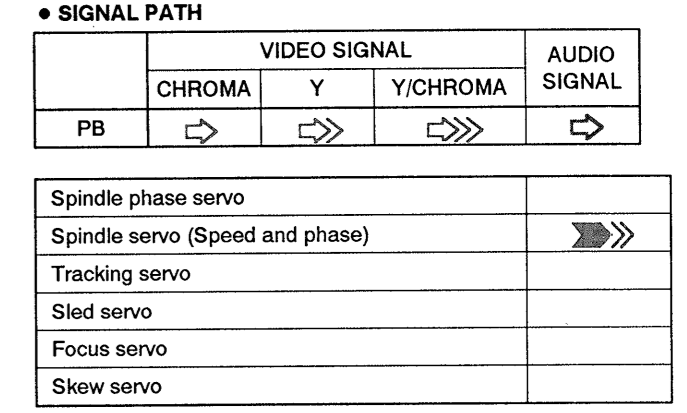 ● SIGNAL PATH
VIDEO SIGNAL
AUDIO SIGNAL
CHROMA
Y
Y/CHROMA
PB
Spindle phase servo
Spindle servo (Speed and phase)
Tracking servo
Sled servo
Focus servo
Skew servo